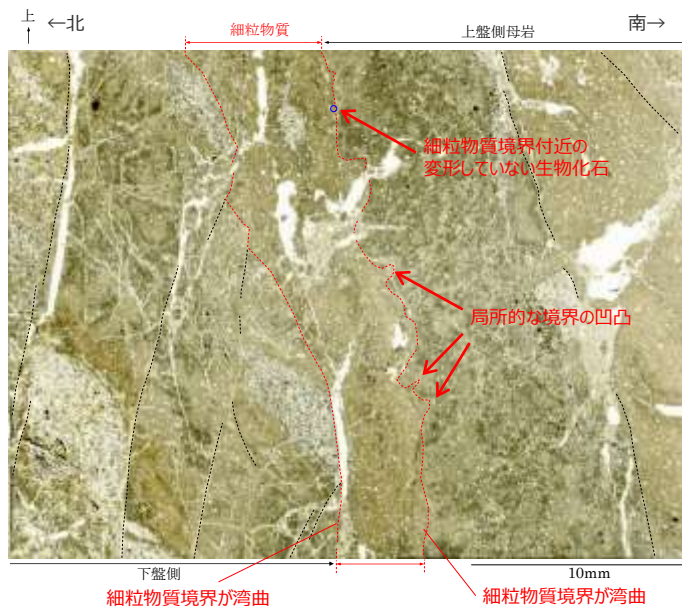 上 ←北 細粒物質 上盤側母岩 南→
細粒物質境界付近の
変形していない生物化石
局所的な境界の凹凸
下盤側 10mm
細粒物質境界が湾曲 細粒物質境界が湾曲